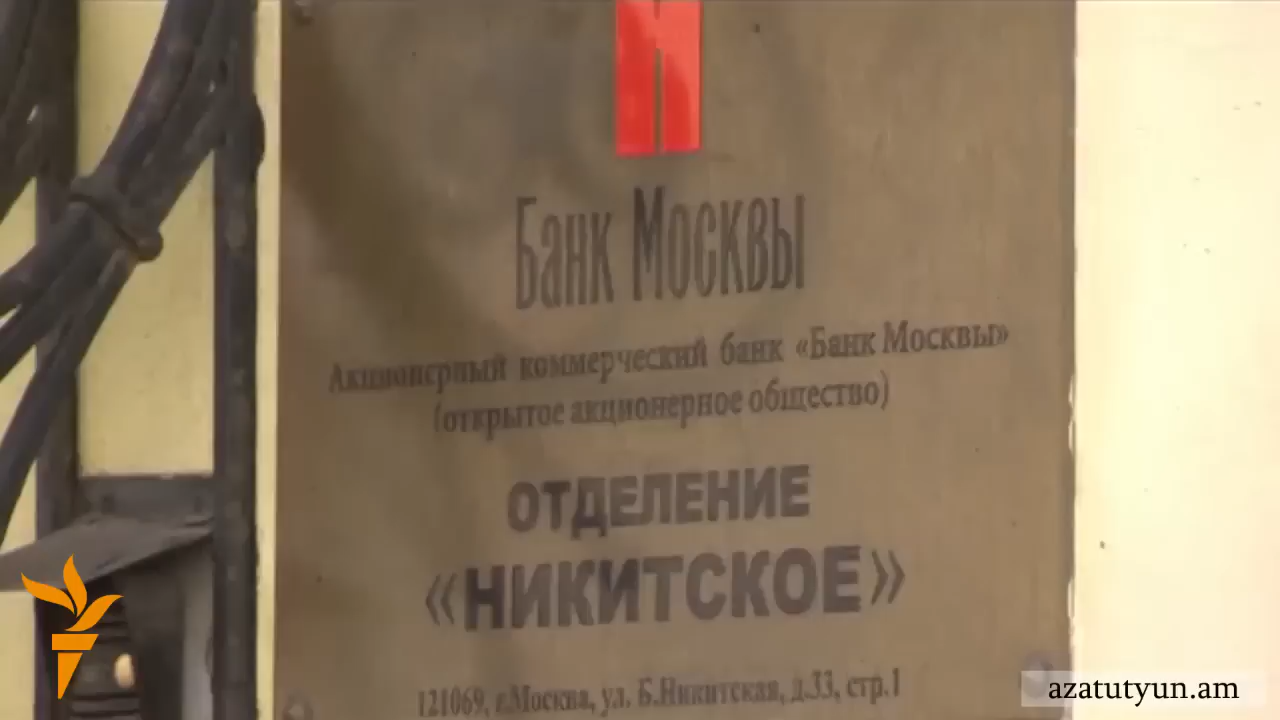 Банк Москвы
Акционерный коммерческий банк «Банк Москвы»
(открытое акционерное общество)
ОТДЕЛЕНИЕ
«НИКИТСКОЕ»
121069, г.Москва, ул. Б.Никитская, д.33, стр.1
azatutyun.am